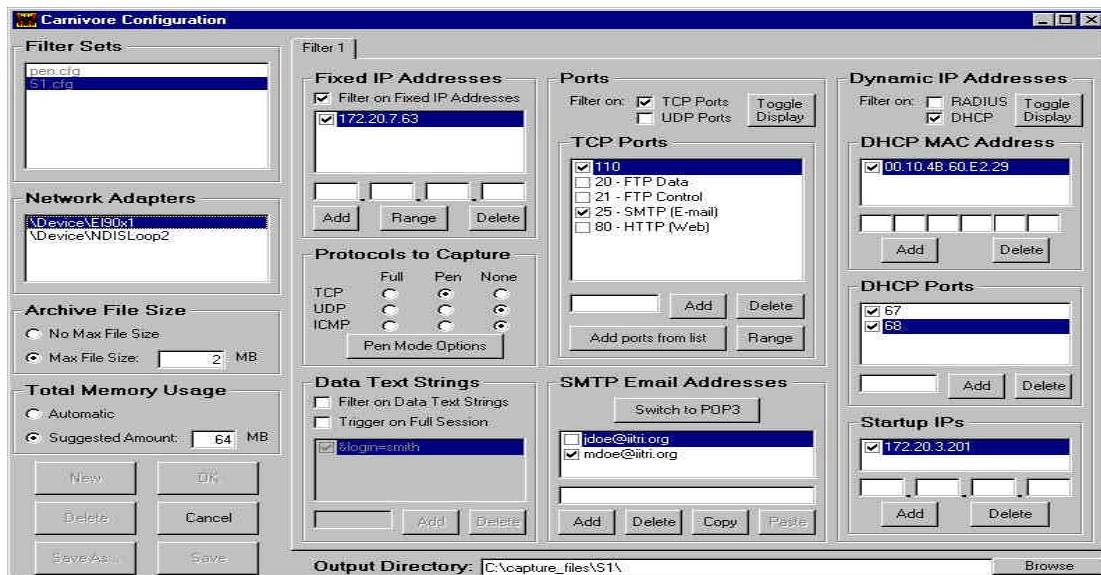 Carnivore Configuration
Filter Sets
pen.cfg
S1.cfg
Network Adapters
\Device\El90x1
\Device\NDISLoop2
Archive File Size
No Max File Size
Max File Size: 2 MB
Total Memory Usage
Automatic
Suggested Amount: 64 MB
New OK
Delete Cancel
Save As... Save
Filter 1
Fixed IP Addresses
Filter on Fixed IP Addresses
172.20.7.63
Add Range Delete
Protocols to Capture
Full Pen None
TCP
UDP
ICMP
Pen Mode Options
Data Text Strings
Filter on Data Text Strings
Trigger on Full Session
&login=smith
Add Delete
Ports
Filter on: TCP Ports
UDP Ports
Toggle
Display
TCP Ports
110
20 - FTP Data
21 - FTP Control
25 - SMTP (E-mail)
80 - HTTP (Web)
Add Delete
Add ports from list Range
SMTP Email Addresses
Switch to POP3
jdoe@iitri.org
mdoe@iitri.org
Add Delete Copy Paste
Dynamic IP Addresses
Filter on: RADIUS
DHCP
Toggle
Display
DHCP MAC Address
00.10.4B.60.E2.29
Add Delete
DHCP Ports
67
68
Add Delete
Startup IPs
172.20.3.201
Add Delete
Output Directory: C:\capture_files\S1\ Browse